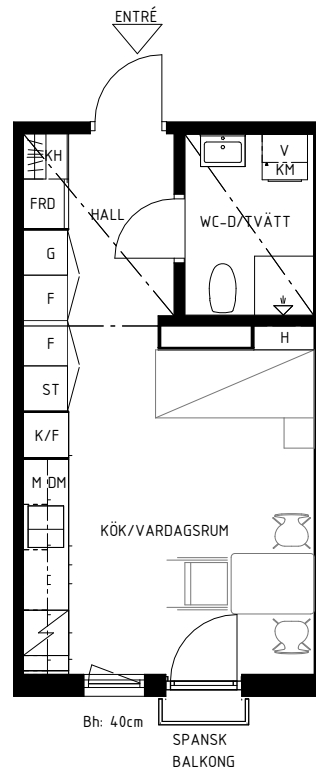 ENTRÉ
KH
V
KM
FRD
HALL
WC-D/TVÄTT
G
F
F
H
ST
K/F
M DM
KÖK/VARDAGSRUM
Bh: 40cm
SPANSK
BALKONG